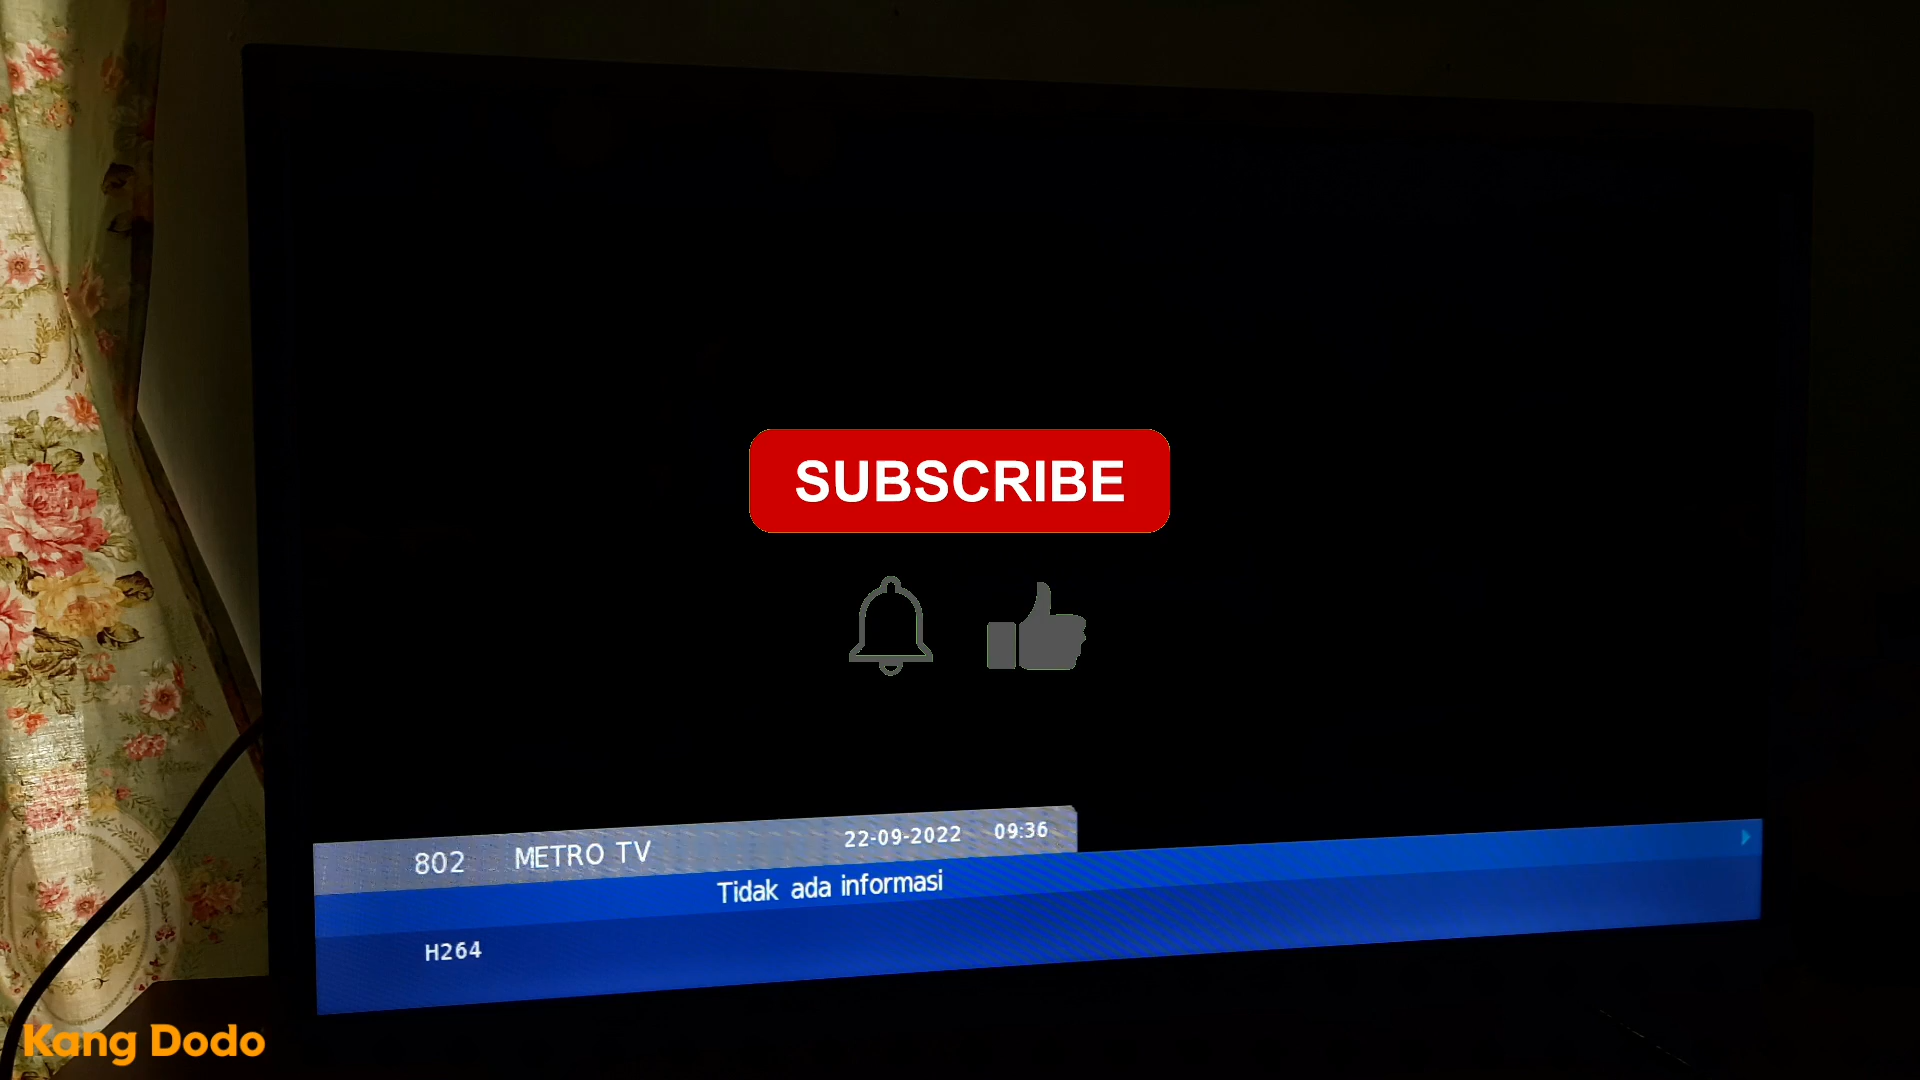 SUBSCRIBE
802 METRO TV 22-09-2022 09:36
Tidak ada informasi
H264
Kang Dodo